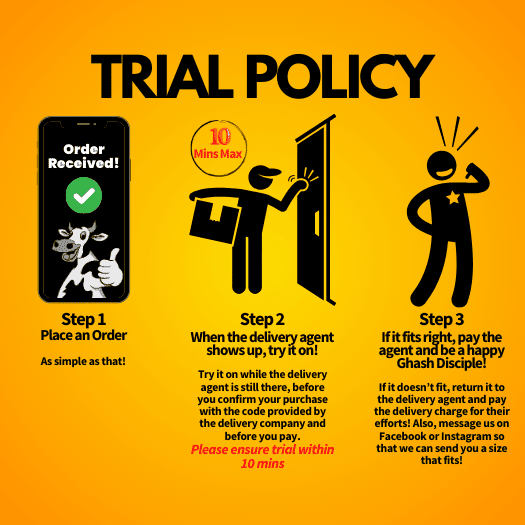 TRIAL POLICY
Order
Received!
10
Mins Max
Step 1
Place an Order
As simple as that!
Step 2
When the delivery agent
shows up, try it on!
Try it on while the delivery
agent is still there, before
you confirm your purchase
with the code provided by
the delivery company and
before you pay.
Please ensure trial within
10 mins
Step 3
If it fits right, pay the
agent and be a happy
Ghash Disciple!
If it doesn't fit, return it to
the delivery agent and pay
the delivery charge for their
efforts! Also, message us on
Facebook or Instagram so
that we can send you a size
that fits!